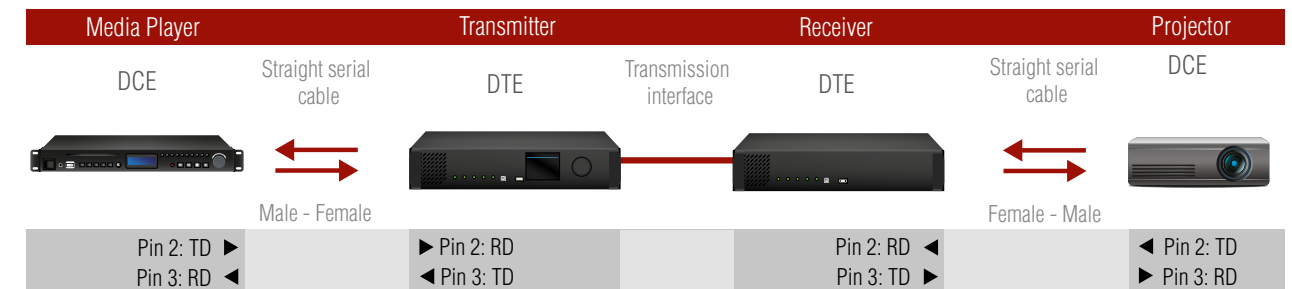 Media Player Transmitter Receiver Projector
DCE Straight serial cable DTE Transmission interface DTE Straight serial cable DCE
Male - Female Female - Male
Pin 2: TD ▶ ▶ Pin 2: RD Pin 2: RD ◀ ◀ Pin 2: TD
Pin 3: RD ◀ ◀ Pin 3: TD Pin 3: TD ▶ ▶ Pin 3: RD